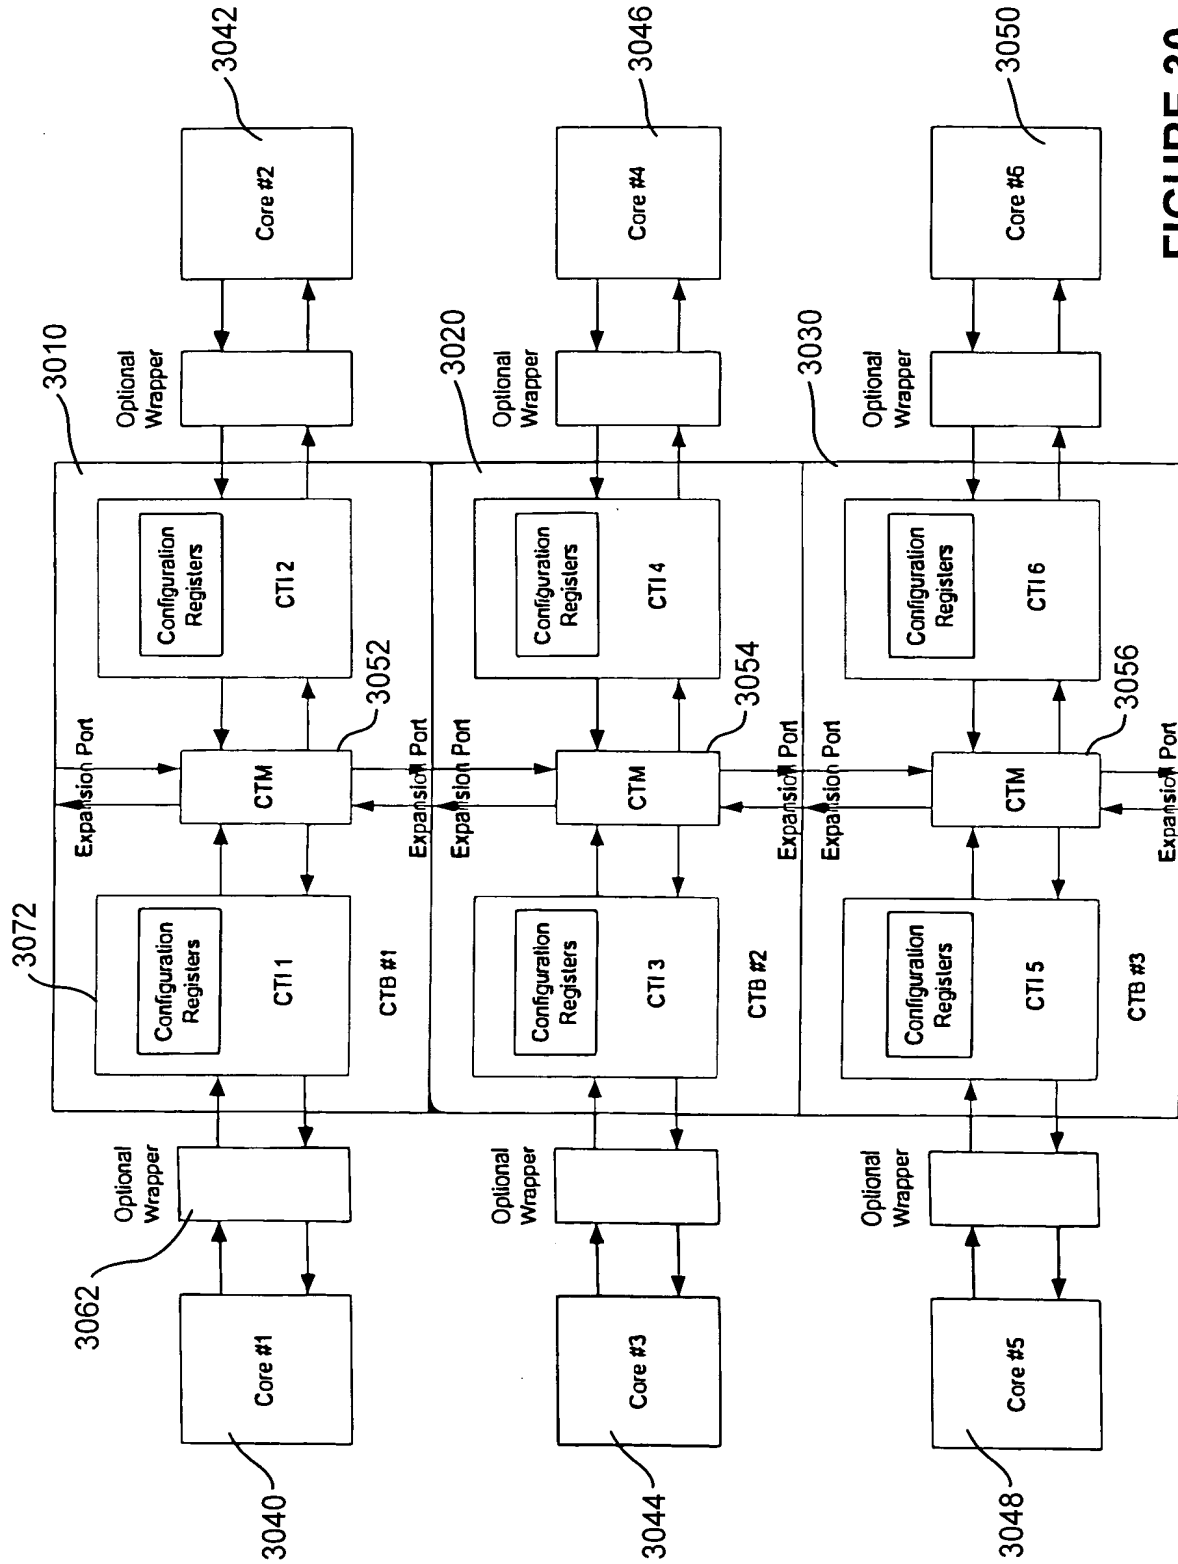 3072
3010
3062
Expansion Port
Optional
Wrapper
Optional
Wrapper
3042
Configuration
Registers
Configuration
Registers
Core #1
CTI 1
CTM
CTI 2
Core #2
3040
3052
CTB #1
Expansion Port
3020
Expansion Port
Optional
Wrapper
Optional
Wrapper
3046
Configuration
Registers
Configuration
Registers
Core #3
CTI 3
CTM
CTI 4
Core #4
3044
3054
CTB #2
Expansion Port
3030
Expansion Port
Optional
Wrapper
Optional
Wrapper
3050
Configuration
Registers
Configuration
Registers
Core #5
CTI 5
CTM
CTI 6
Core #6
3048
3056
CTB #3
Expansion Port
FIGURE 30